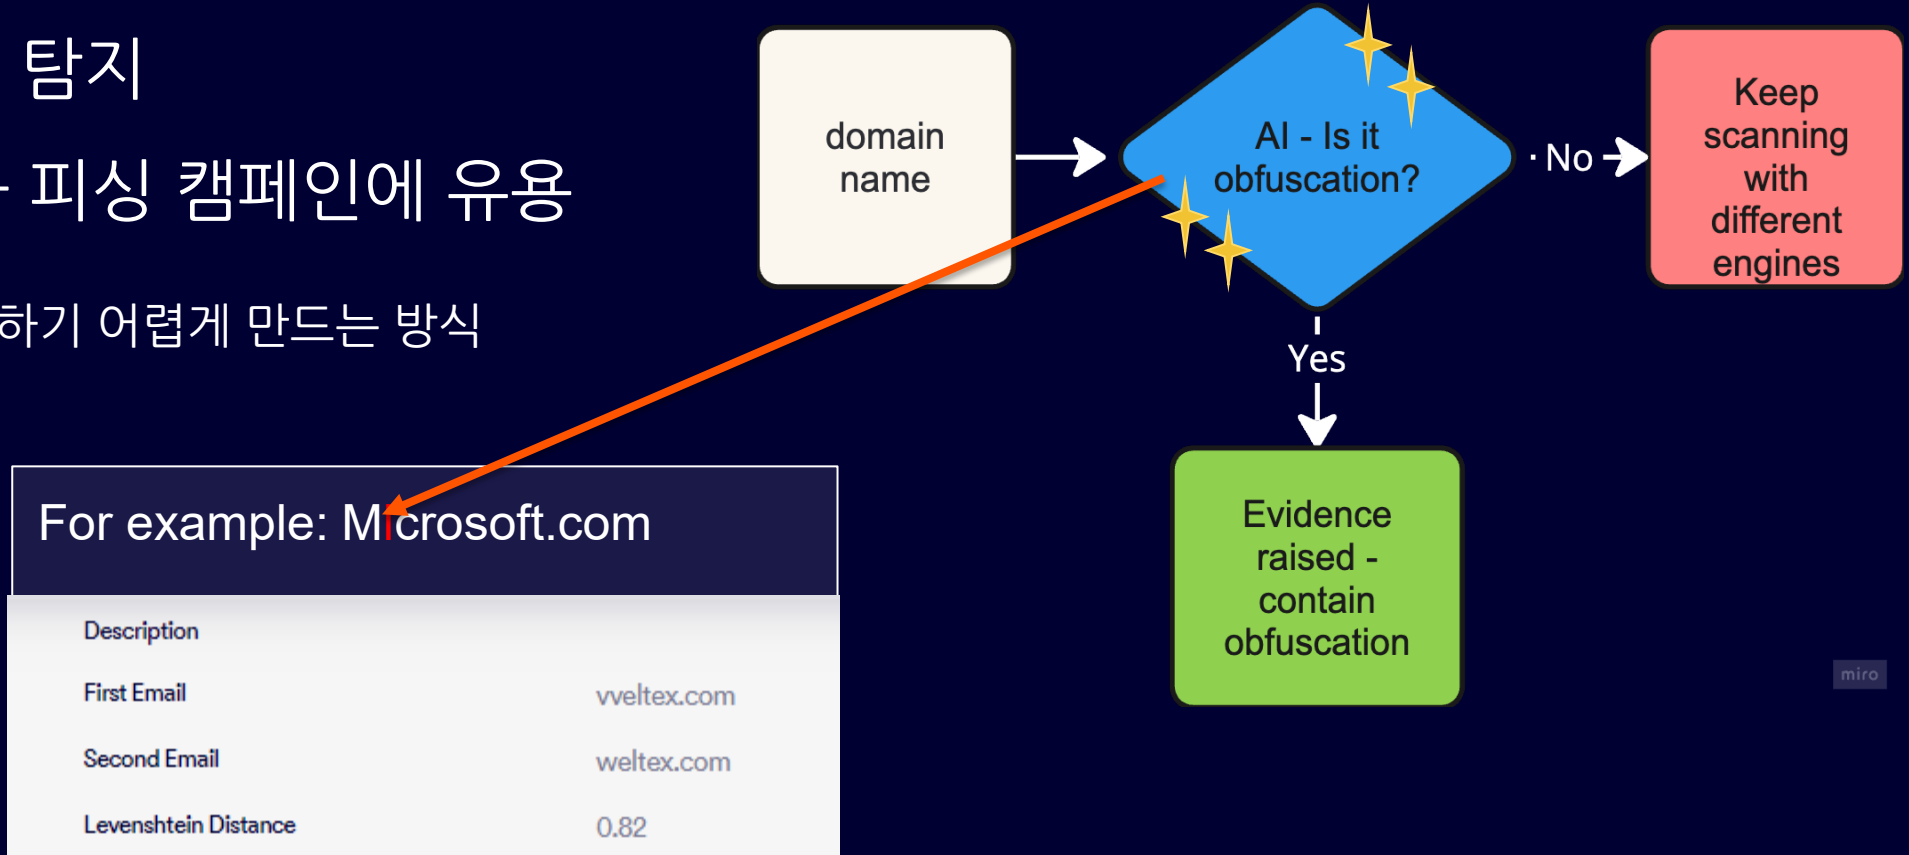 탐지
피싱 캠페인에 유용
하기 어렵게 만드는 방식
domain
name
AI - Is it
obfuscation?
No
Keep
scanning
with
different
engines
Yes
Evidence
raised -
contain
obfuscation
For example: Microsoft.com
Description
First Email vveltex.com
Second Email weltex.com
Levenshtein Distance 0.82
miro